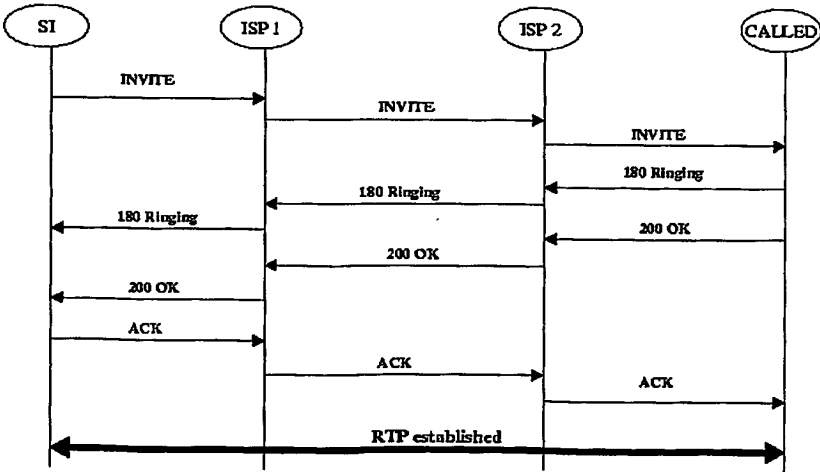 SI
ISP 1
ISP 2
CALLED
INVITE
INVITE
INVITE
180 Ringing
180 Ringing
180 Ringing
200 OK
200 OK
200 OK
ACK
ACK
ACK
RTP established